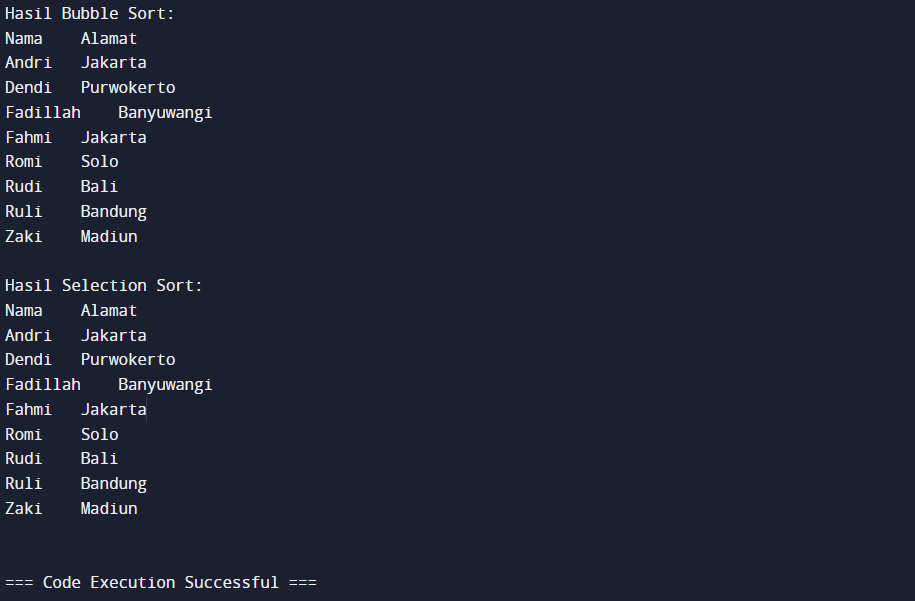 Hasil Bubble Sort:
Nama    Alamat
Andri   Jakarta
Dendi   Purwokerto
Fadillah    Banyuwangi
Fahmi   Jakarta
Romi    Solo
Rudi    Bali
Ruli    Bandung
Zaki    Madiun

Hasil Selection Sort:
Nama    Alamat
Andri   Jakarta
Dendi   Purwokerto
Fadillah    Banyuwangi
Fahmi   Jakarta
Romi    Solo
Rudi    Bali
Ruli    Bandung
Zaki    Madiun

=== Code Execution Successful ===